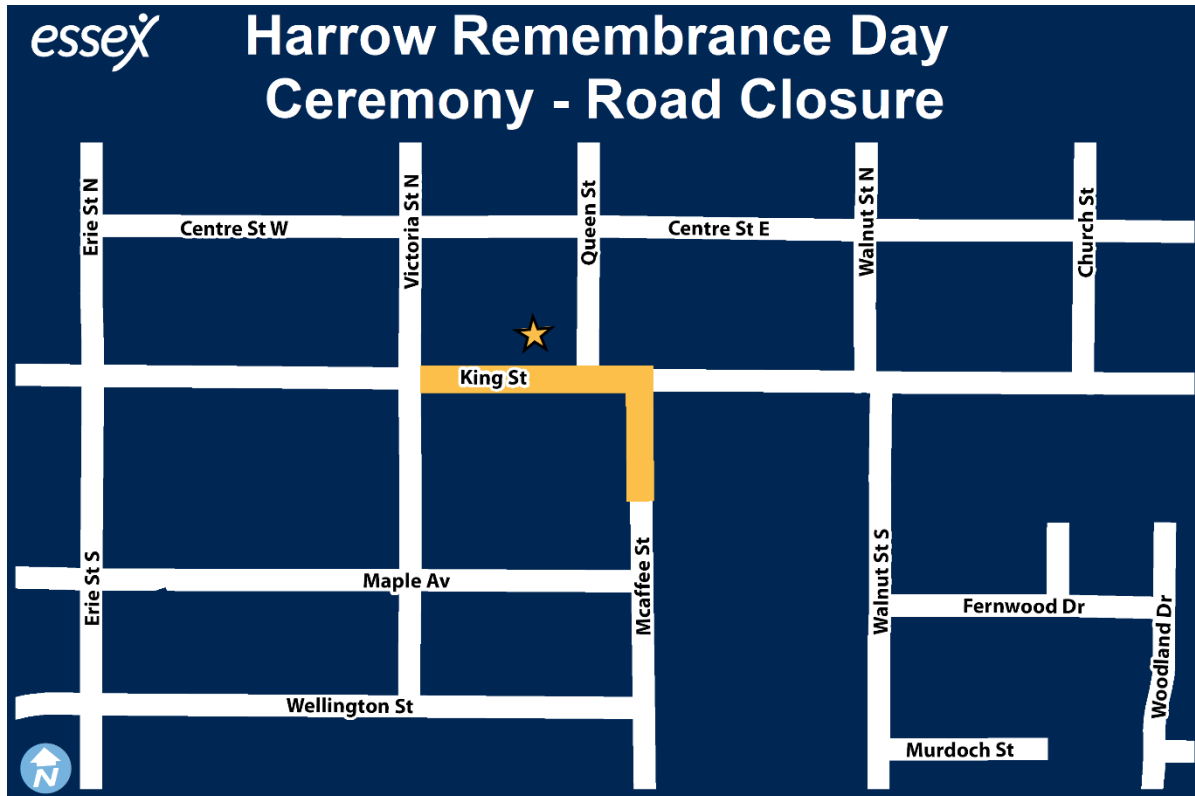 essex
Harrow Remembrance Day
Ceremony - Road Closure
Erie St N
Centre St W
Victoria St N
Queen St
Centre St E
Walnut St N
Church St
King St
Erie St S
Maple Av
Mcaffee St
Walnut St S
Fernwood Dr
Woodland Dr
Wellington St
Murdoch St
N